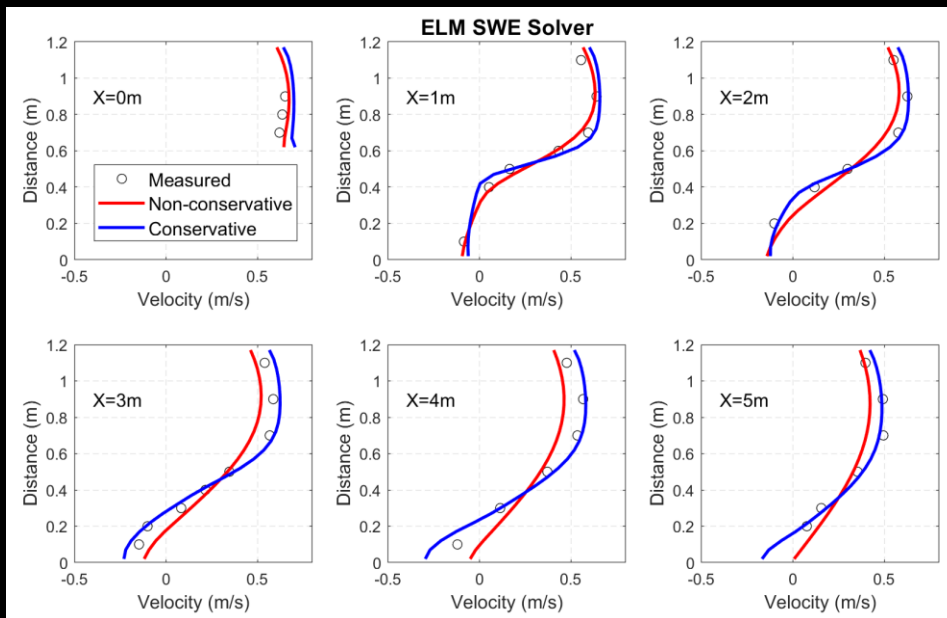 ELM SWE Solver
1.2
1
0.8
0.6
0.4
0.2
0
Distance (m)
X=0m
Measured
Non-conservative
Conservative
-0.5 0 0.5
Velocity (m/s)
1.2
1
0.8
0.6
0.4
0.2
0
Distance (m)
X=1m
-0.5 0 0.5
Velocity (m/s)
1.2
1
0.8
0.6
0.4
0.2
0
Distance (m)
X=2m
-0.5 0 0.5
Velocity (m/s)
1.2
1
0.8
0.6
0.4
0.2
0
Distance (m)
X=3m
-0.5 0 0.5
Velocity (m/s)
1.2
1
0.8
0.6
0.4
0.2
0
Distance (m)
X=4m
-0.5 0 0.5
Velocity (m/s)
1.2
1
0.8
0.6
0.4
0.2
0
Distance (m)
X=5m
-0.5 0 0.5
Velocity (m/s)